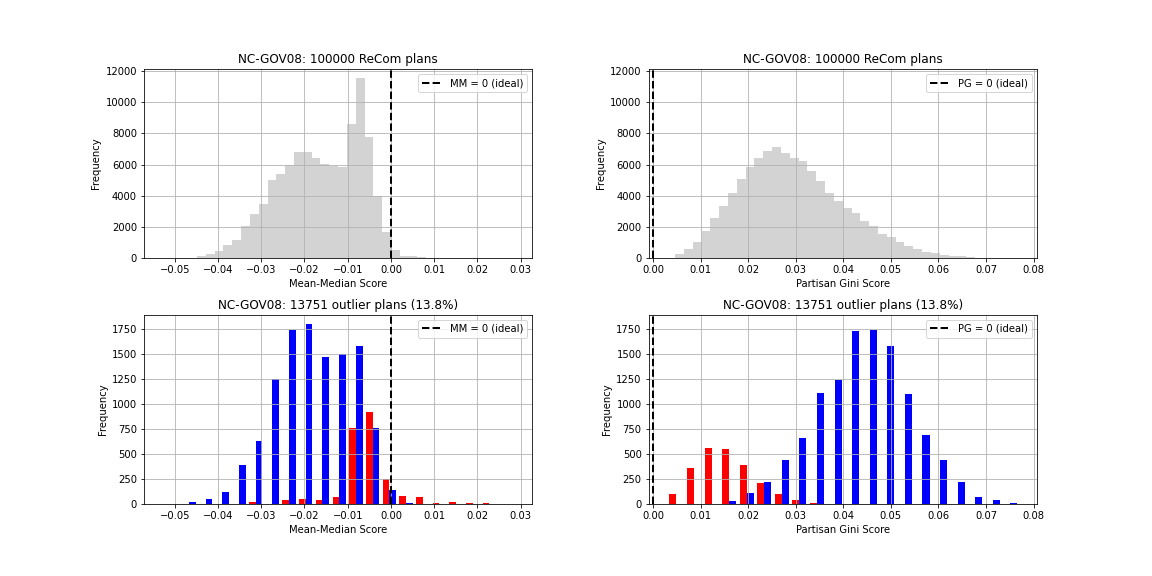 NC-GOV08: 100000 ReCom plans
MM = 0 (ideal)
12000
10000
8000
6000
4000
2000
0
Frequency
−0.05 −0.04 −0.03 −0.02 −0.01 0.00 0.01 0.02 0.03
Mean-Median Score
NC-GOV08: 100000 ReCom plans
PG = 0 (ideal)
12000
10000
8000
6000
4000
2000
0
Frequency
0.00 0.01 0.02 0.03 0.04 0.05 0.06 0.07 0.08
Partisan Gini Score
NC-GOV08: 13751 outlier plans (13.8%)
MM = 0 (ideal)
1750
1500
1250
1000
750
500
250
0
Frequency
−0.05 −0.04 −0.03 −0.02 −0.01 0.00 0.01 0.02 0.03
Mean-Median Score
NC-GOV08: 13751 outlier plans (13.8%)
PG = 0 (ideal)
1750
1500
1250
1000
750
500
250
0
Frequency
0.00 0.01 0.02 0.03 0.04 0.05 0.06 0.07 0.08
Partisan Gini Score